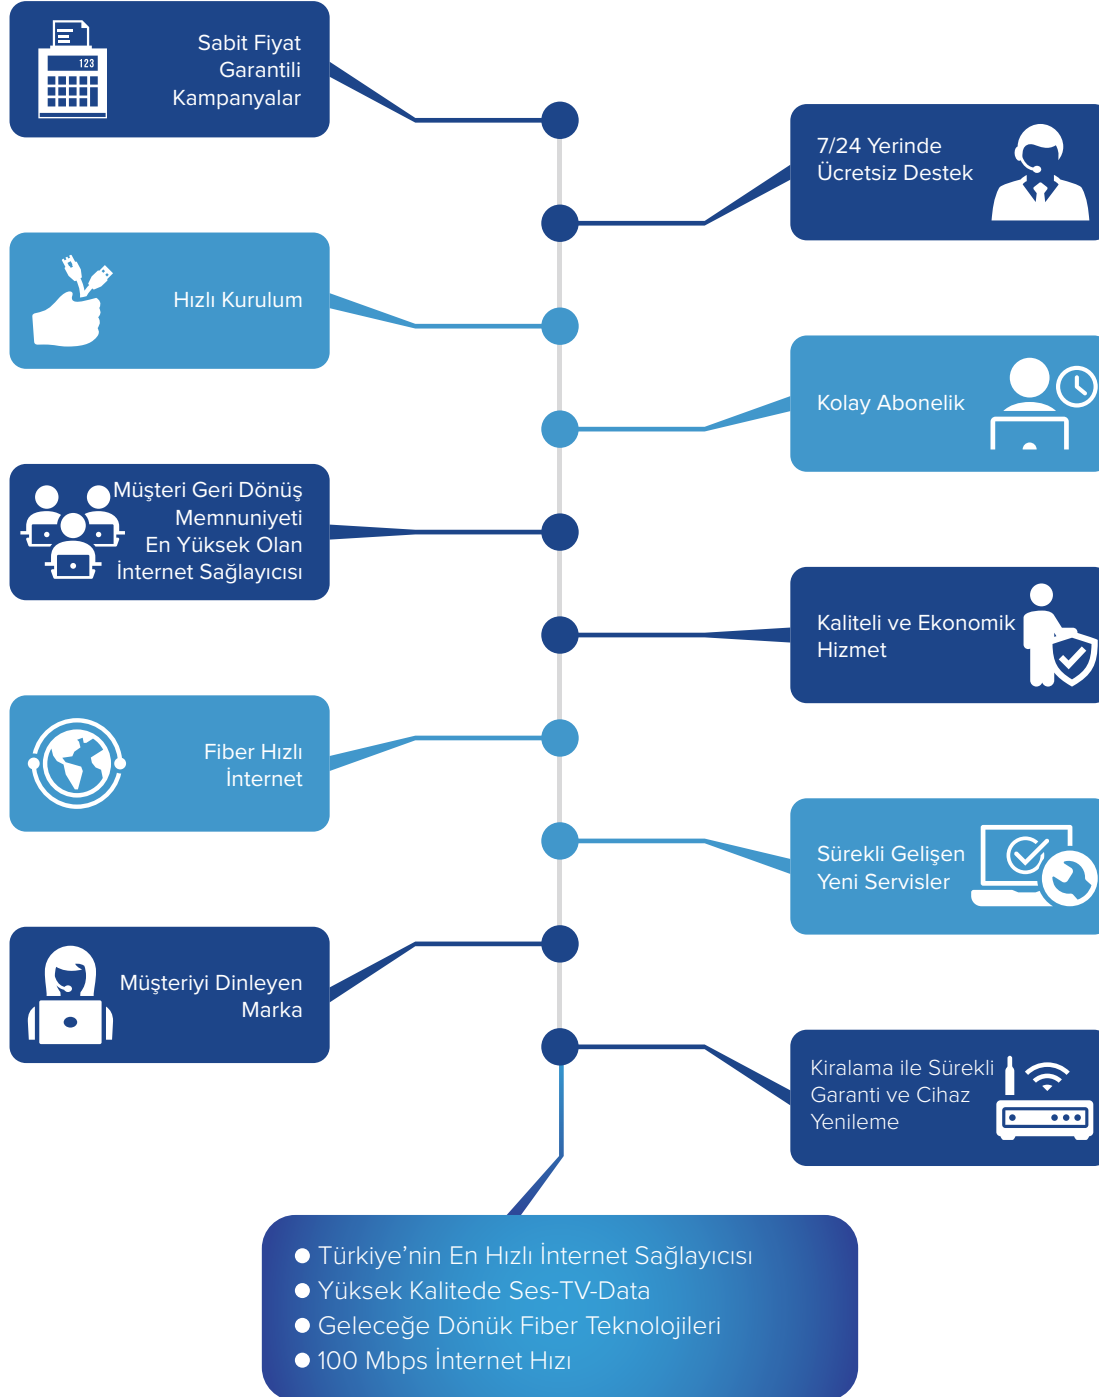 123
Sabit Fiyat
Garantili
Kampanyalar
7/24 Yerinde
Ücretsiz Destek
Hızlı Kurulum
Kolay Abonelik
Müşteri Geri Dönüş
Memnuniyeti
En Yüksek Olan
İnternet Sağlayıcısı
Kaliteli ve Ekonomik
Hizmet
Fiber Hızlı
İnternet
Sürekli Gelişen
Yeni Servisler
Müşteriyi Dinleyen
Marka
Kiralama ile Sürekli
Garanti ve Cihaz
Yenileme
● Türkiye’nin En Hızlı İnternet Sağlayıcısı
● Yüksek Kalitede Ses-TV-Data
● Geleceğe Dönük Fiber Teknolojileri
● 100 Mbps İnternet Hızı